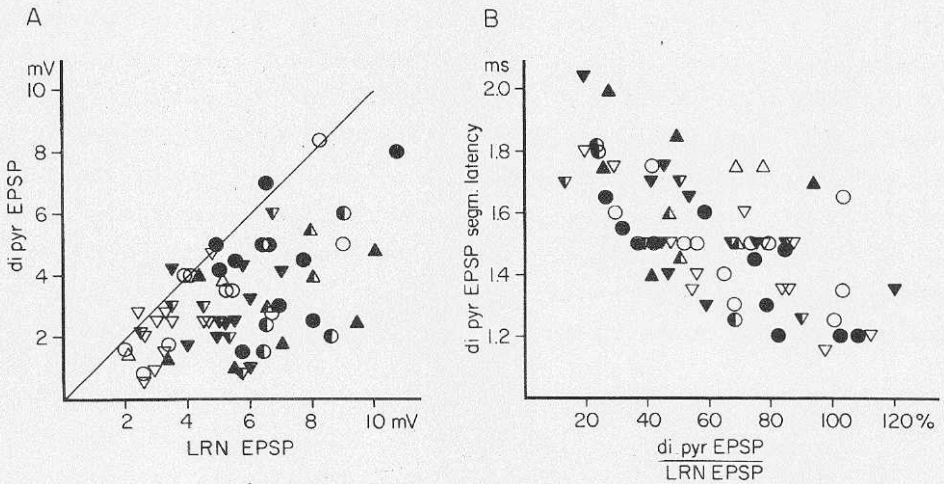 A
mV
10
8
6
4
2
di pyr EPSP
2 4 6 8 10 mV
LRN EPSP
B
ms
2.0
1.8
1.6
1.4
1.2
di pyr EPSP segm. latency
20 40 60 80 100 120%
di pyr EPSP
LRN EPSP